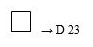 □ → D 23